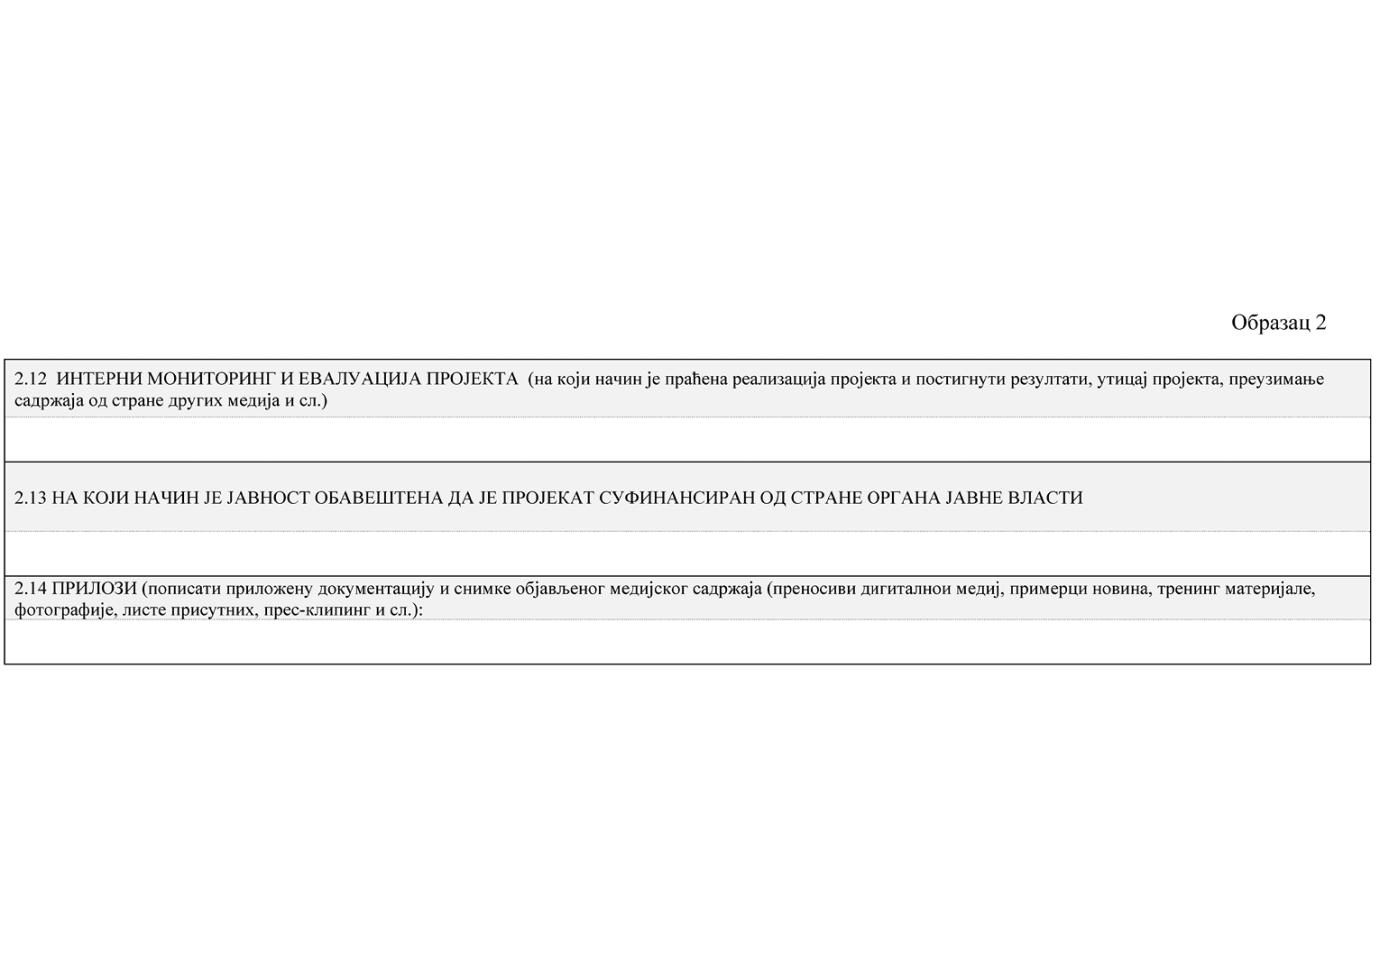 Образац 2
2.12  ИНТЕРНИ МОНИТОРИНГ И ЕВАЛУАЦИЈА ПРОЈЕКТА  (на који начин је праћена реализација пројекта и постигнути резултати, утицај пројекта, преузимање
садржаја од стране других медија и сл.)
2.13 НА КОЈИ НАЧИН ЈЕ ЈАВНОСТ ОБАВЕШТЕНА ДА ЈЕ ПРОЈЕКАТ СУФИНАНСИРАН ОД СТРАНЕ ОРГАНА ЈАВНЕ ВЛАСТИ
2.14 ПРИЛОЗИ (пописати приложену документацију и снимке објављеног медијског садржаја (преносиви дигиталнои медиј, примерци новина, тренинг материјале,
фотографије, листе присутних, прес-клипинг и сл.):